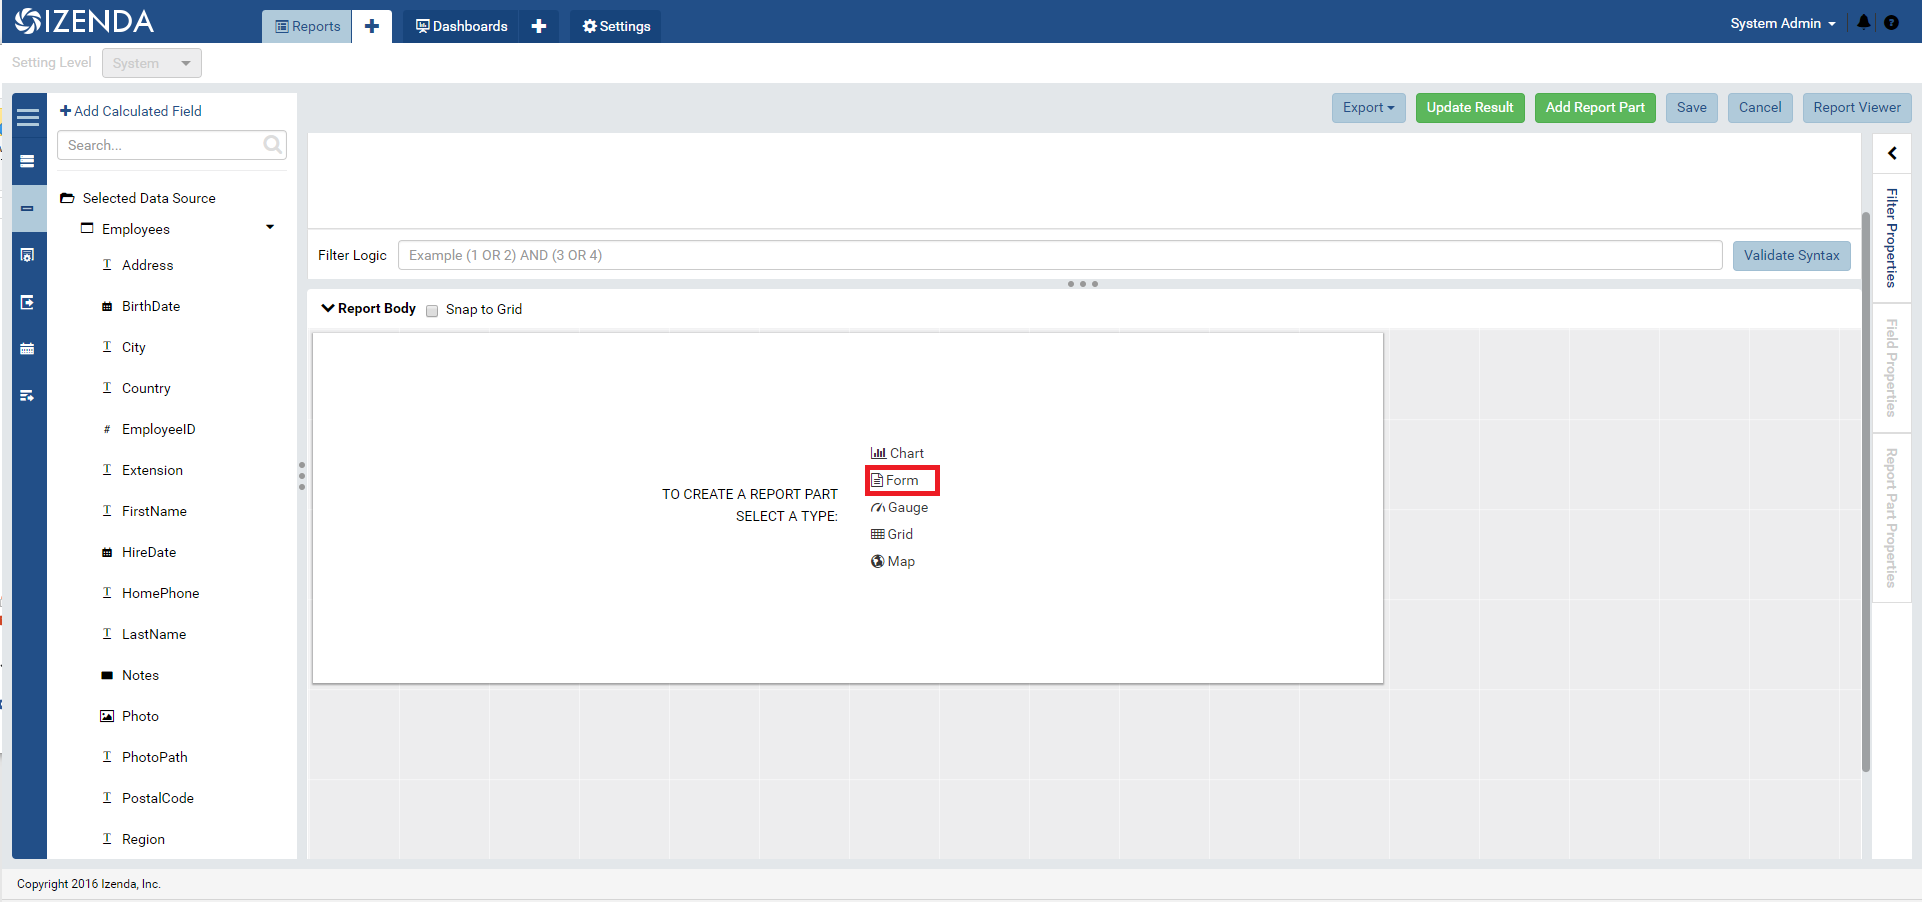 IZENDA
Reports
Dashboards
Settings
System Admin
Setting Level
System
Add Calculated Field
Search...
Selected Data Source
Employees
Address
BirthDate
City
Country
EmployeeID
Extension
FirstName
HireDate
HomePhone
LastName
Notes
Photo
PhotoPath
PostalCode
Region
Export
Update Result
Add Report Part
Save
Cancel
Report Viewer
Filter Logic
Example (1 OR 2) AND (3 OR 4)
Validate Syntax
Report Body
Snap to Grid
TO CREATE A REPORT PART
SELECT A TYPE:
Chart
Form
Gauge
Grid
Map
Filter Properties
Field Properties
Report Part Properties
Copyright 2016 Izenda, Inc.